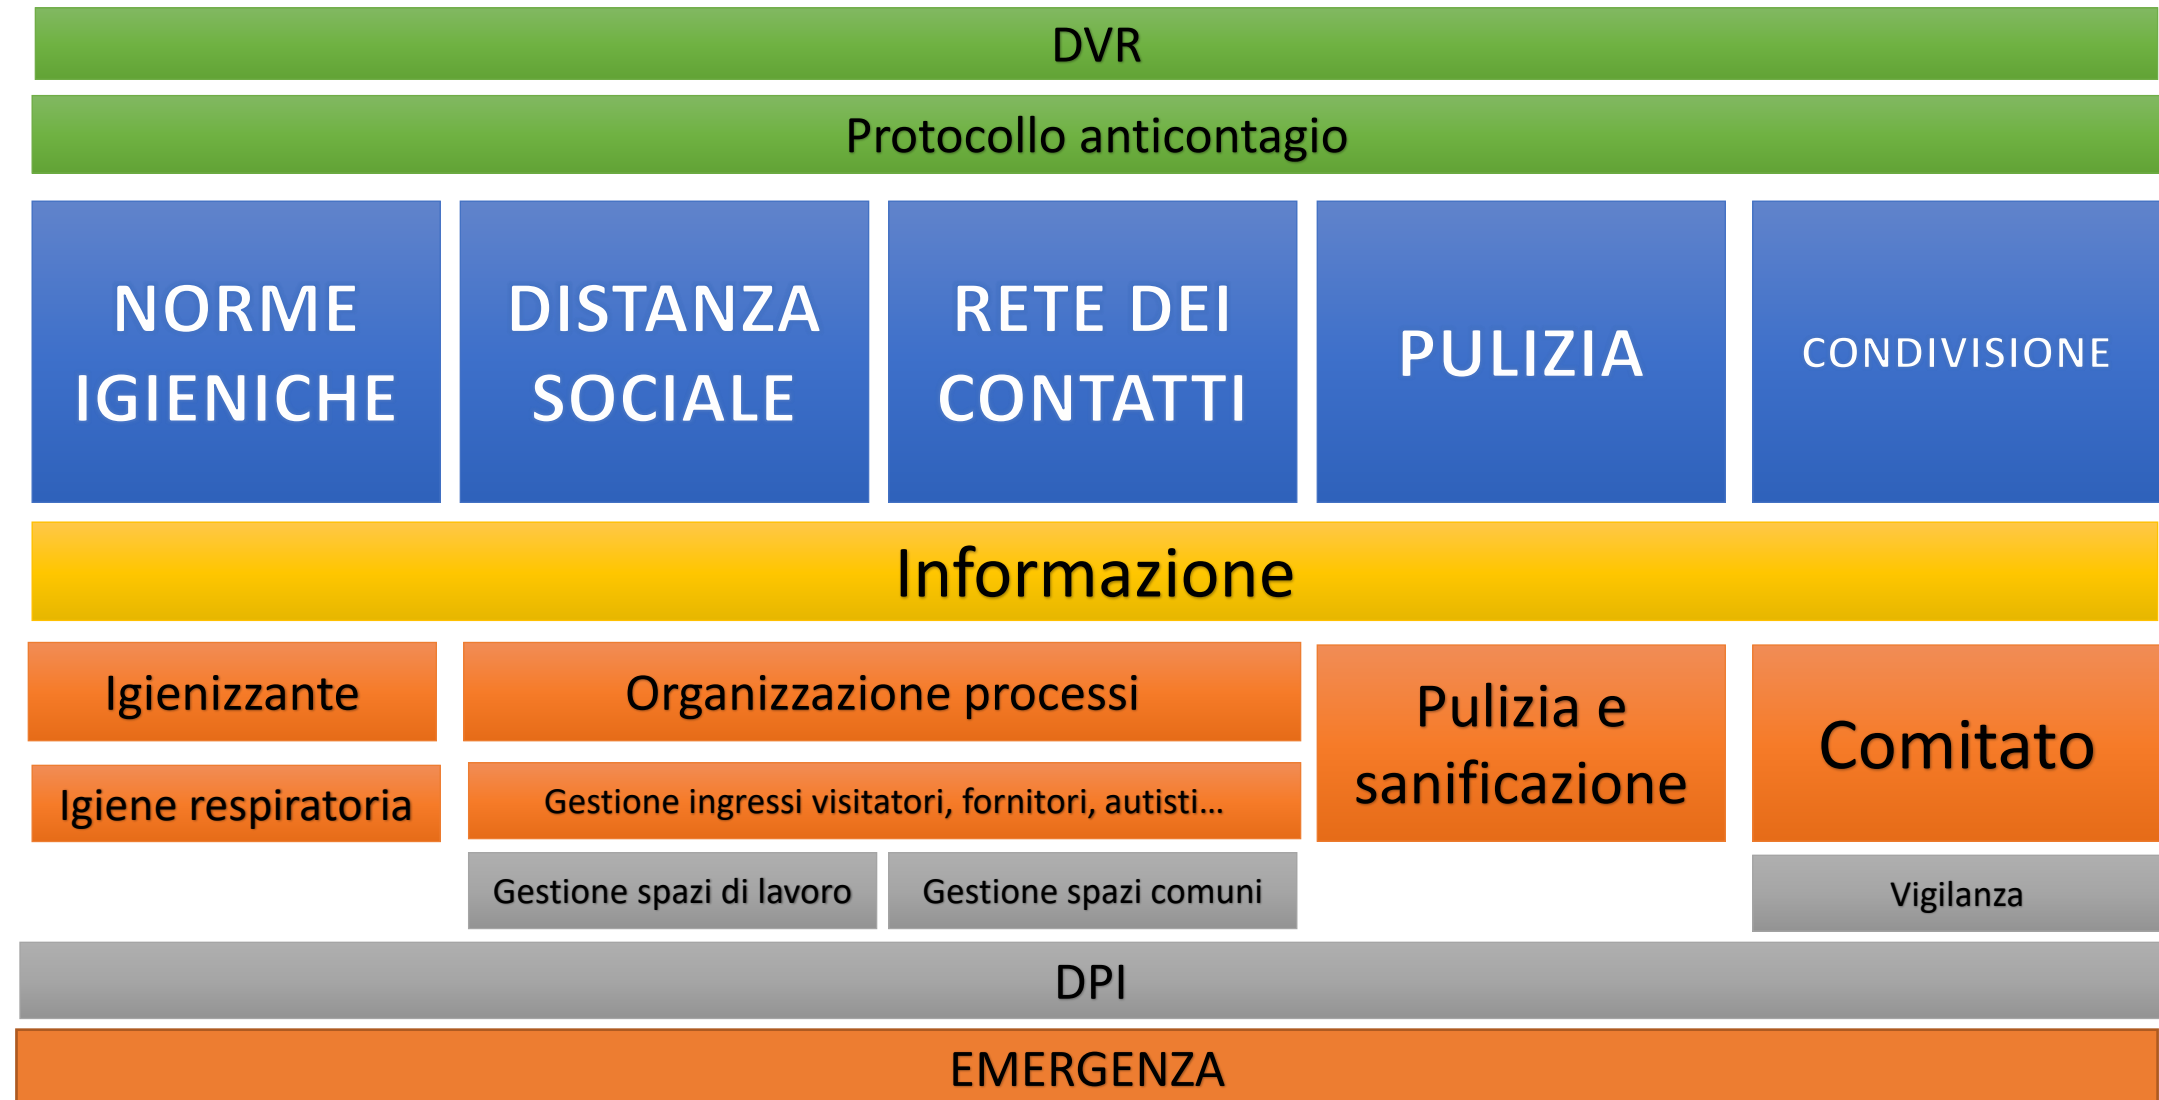 DVR
Protocollo anticontagio
NORME
IGIENICHE
DISTANZA
SOCIALE
RETE DEI
CONTATTI
PULIZIA
CONDIVISIONE
Informazione
Igienizzante
Igiene respiratoria
Organizzazione processi
Gestione ingressi visitatori, fornitori, autisti...
Gestione spazi di lavoro
Gestione spazi comuni
Pulizia e
sanificazione
Comitato
Vigilanza
DPI
EMERGENZA